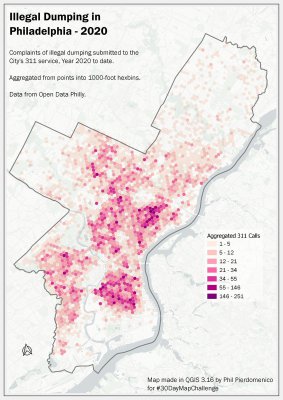 Illegal Dumping in
Philadelphia - 2020
Complaints of illegal dumping submitted to the
City's 311 service, Year 2020 to date.
Aggregated from points into 1000-foot hexbins.
Data from Open Data Philly.
Aggregated 311 Calls
1 - 5
5 - 12
12 - 21
21 - 34
34 - 55
55 - 146
146 - 251
Map made in QGIS 3.16 by Phil Pierdomenico
for #30DayMapChallenge